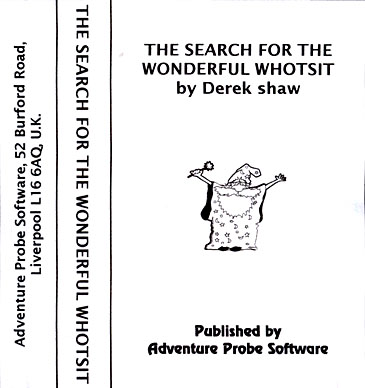 Adventure Probe Software, 52 Burford Road,
Liverpool L16 6AQ, U.K.
THE SEARCH FOR THE WONDERFUL WHOTSIT
THE SEARCH FOR THE
WONDERFUL WHOTSIT
by Derek shaw
Published by
Adventure Probe Software